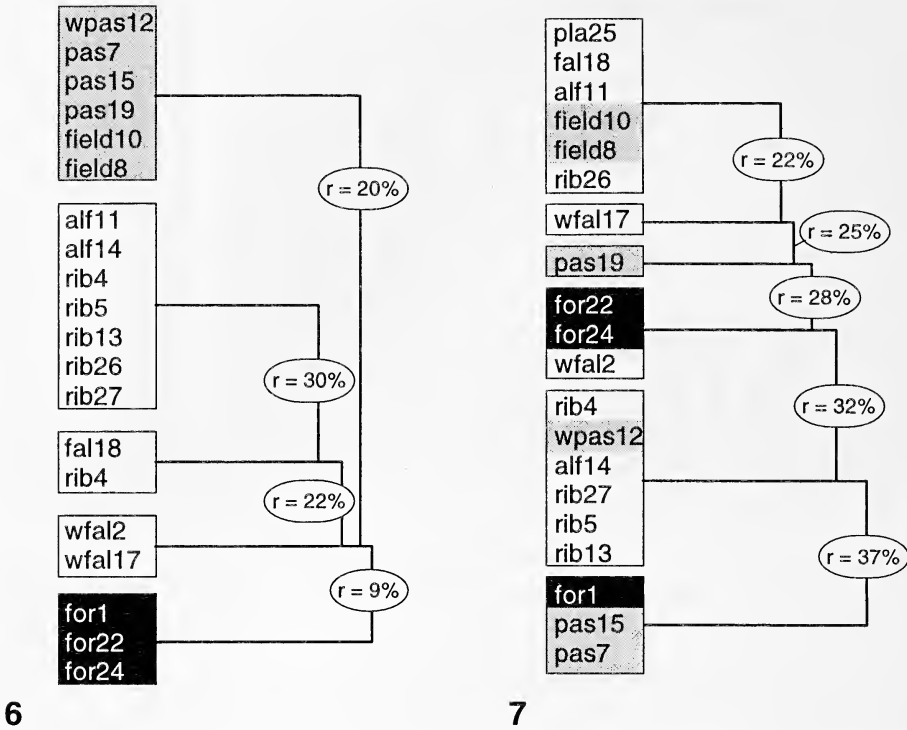 wpas12
pas7
pas15
pas19
field10
field8
r = 20%
alf11
alf14
rib4
rib5
rib13
rib26
rib27
r = 30%
fal18
rib4
r = 22%
wfal2
wfal17
r = 9%
for1
for22
for24
6
pla25
fal18
alf11
field10
field8
rib26
r = 22%
wfal17
r = 25%
pas19
r = 28%
for22
for24
wfal2
r = 32%
rib4
wpas12
alf14
rib27
rib5
rib13
r = 37%
for1
pas15
pas7
7